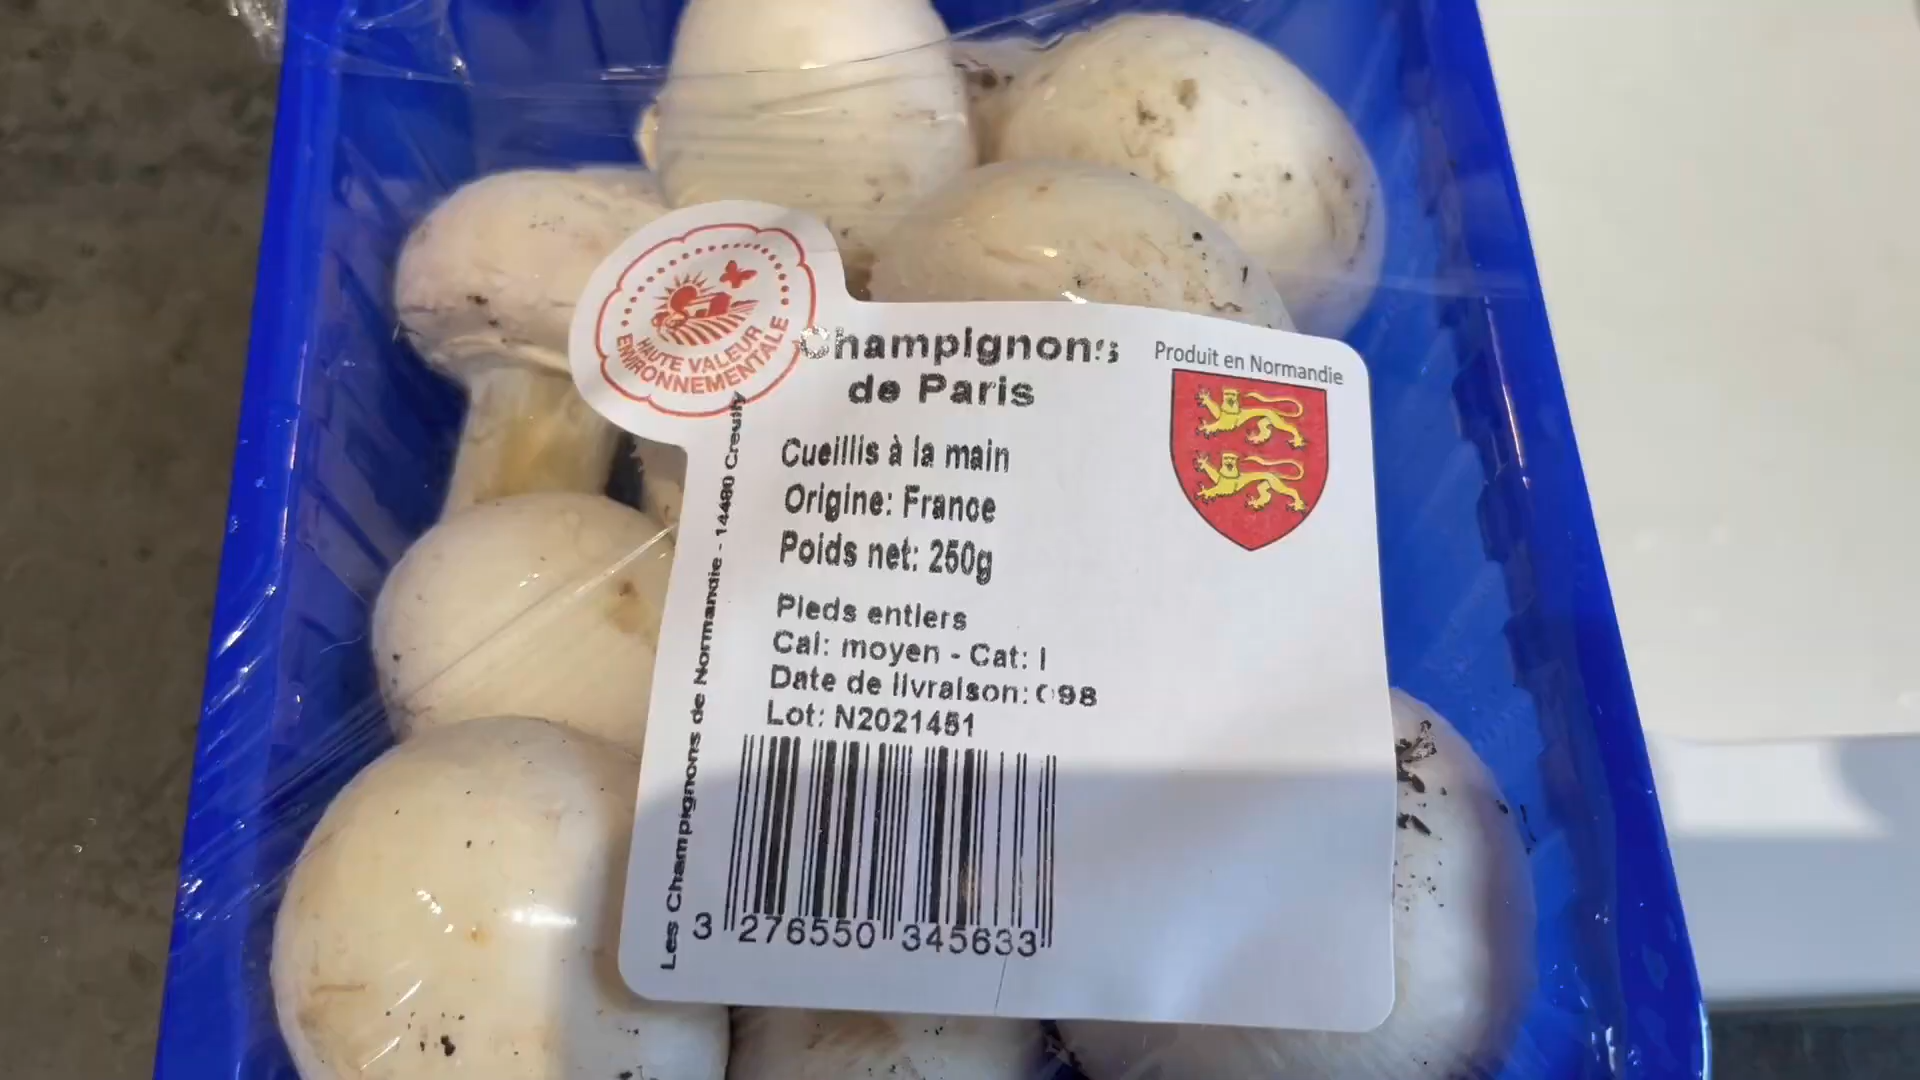 HAUTE VALEUR
ENVIRONNEMENTALE
Champignons
de Paris
Produit en Normandie
Cueillis à la main
Origine: France
Poids net: 250g
Pieds entiers
Cal: moyen - Cat: I
Date de livraison: 098
Lot: N2021451
3 276550 345633
Les Champignons de Normandie - 14480 Creully